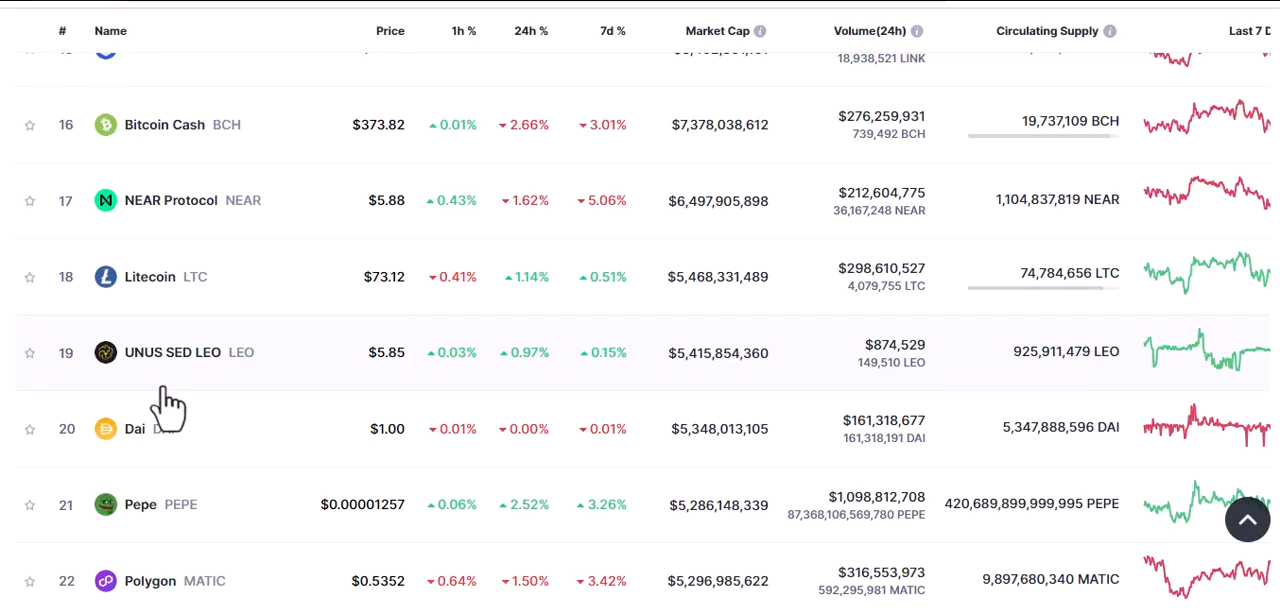 # Name Price 1h % 24h % 7d % Market Cap Volume(24h) Circulating Supply Last 7 D
18,938,521 LINK
16 Bitcoin Cash BCH $373.82 0.01% 2.66% 3.01% $7,378,038,612 $276,259,931 19,737,109 BCH
739,492 BCH
17 NEAR Protocol NEAR $5.88 0.43% 1.62% 5.06% $6,497,905,898 $212,604,775 1,104,837,819 NEAR
36,167,248 NEAR
18 Litecoin LTC $73.12 0.41% 1.14% 0.51% $5,468,331,489 $298,610,527 74,784,656 LTC
4,079,755 LTC
19 UNUS SED LEO LEO $5.85 0.03% 0.97% 0.15% $5,415,854,360 $874,529 925,911,479 LEO
149,510 LEO
20 Dai $1.00 0.01% 0.00% 0.01% $5,348,013,105 $161,318,677 5,347,888,596 DAI
161,318,191 DAI
21 Pepe PEPE $0.00001257 0.06% 2.52% 3.26% $5,286,148,339 $1,098,812,708 420,689,899,999,995 PEPE
87,368,106,569,780 PEPE
22 Polygon MATIC $0.5352 0.64% 1.50% 3.42% $5,296,985,622 $316,553,973 9,897,680,340 MATIC
592,295,981 MATIC